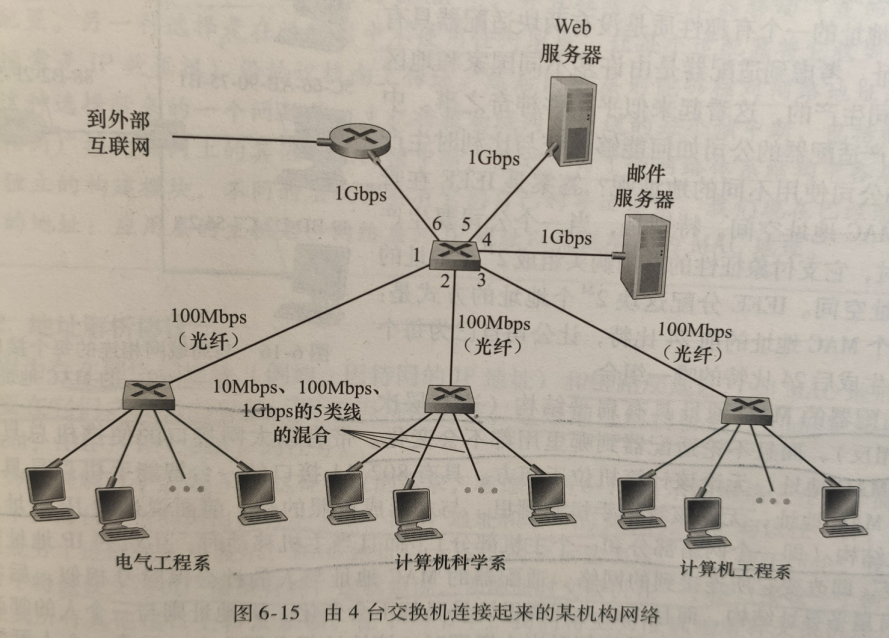 Web
服务器
到外部
互联网
1Gbps
1Gbps
邮件
服务器
1Gbps
6
5
4
1
2
3
100Mbps
（光纤）
100Mbps
（光纤）
100Mbps
（光纤）
10Mbps、100Mbps、
1Gbps的5类线
的混合
电气工程系
计算机科学系
计算机工程系
图 6-15 由 4 台交换机连接起来的某机构网络